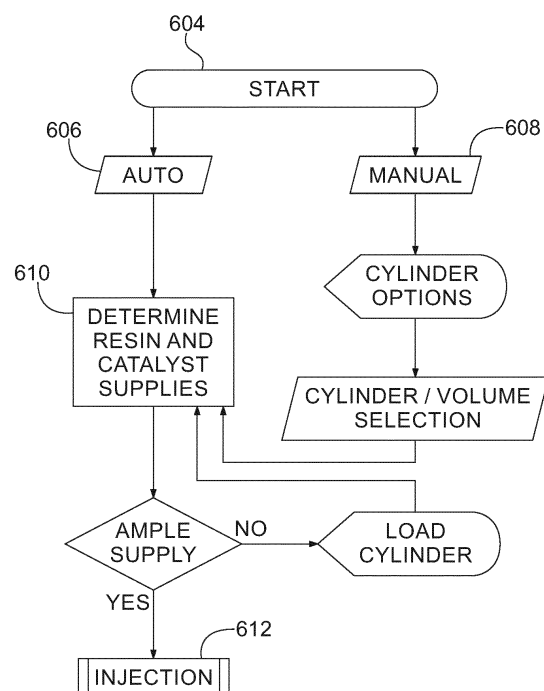 604
START
606
608
AUTO
MANUAL
CYLINDER
OPTIONS
610
DETERMINE
RESIN AND
CATALYST
SUPPLIES
CYLINDER / VOLUME
SELECTION
AMPLE
SUPPLY
NO
LOAD
CYLINDER
YES
612
INJECTION